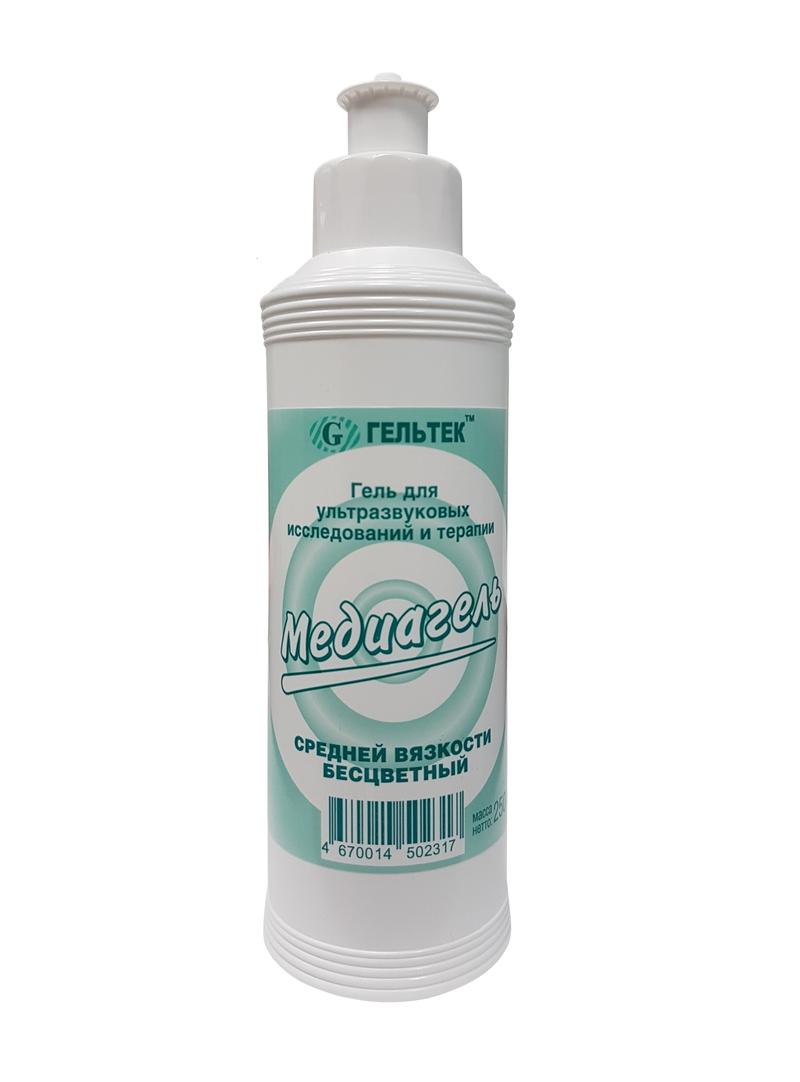 G ГЕЛЬТЕК™
Гель для
ультразвуковых
исследований и терапии
Медиагель
СРЕДНЕЙ ВЯЗКОСТИ
БЕСЦВЕТНЫЙ
масса
нетто:
4 670014 502317